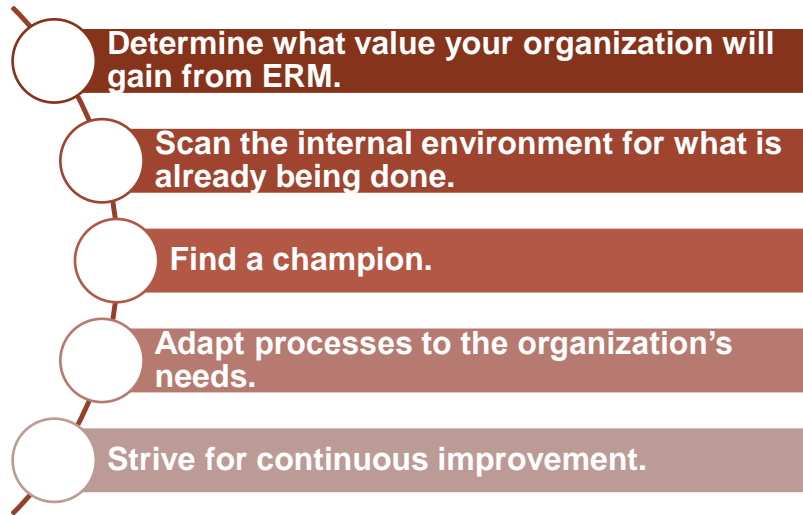 Determine what value your organization will
gain from ERM.
Scan the internal environment for what is
already being done.
Find a champion.
Adapt processes to the organization’s
needs.
Strive for continuous improvement.